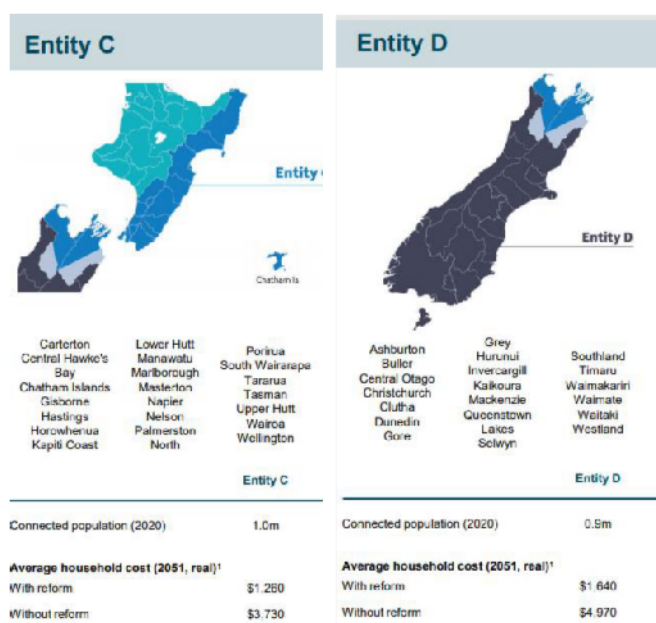 Entity C
Entity
Chatham Is
Carterton
Central Hawke's
Bay
Chatham Islands
Gisborne
Hastings
Horowhenua
Kapiti Coast
Lower Hutt
Manawatu
Marlborough
Masterton
Napier
Nelson
Palmerston
North
Porirua
South Wairarapa
Tararua
Tasman
Upper Hutt
Wairoa
Wellington
Entity C
Connected population (2020) 1.0m
Average household cost (2051, real)¹
With reform $1.260
Without reform $3.730
Entity D
Entity D
Ashburton
Buller
Central Otago
Christchurch
Clutha
Dunedin
Gore
Grey
Hurunui
Invercargill
Kaikoura
Mackenzie
Queenstown
Lakes
Selwyn
Southland
Timaru
Waimakariri
Waimate
Waitaki
Westland
Entity D
Connected population (2020) 0.9m
Average household cost (2051, real)¹
With reform $1.640
Without reform $4.970